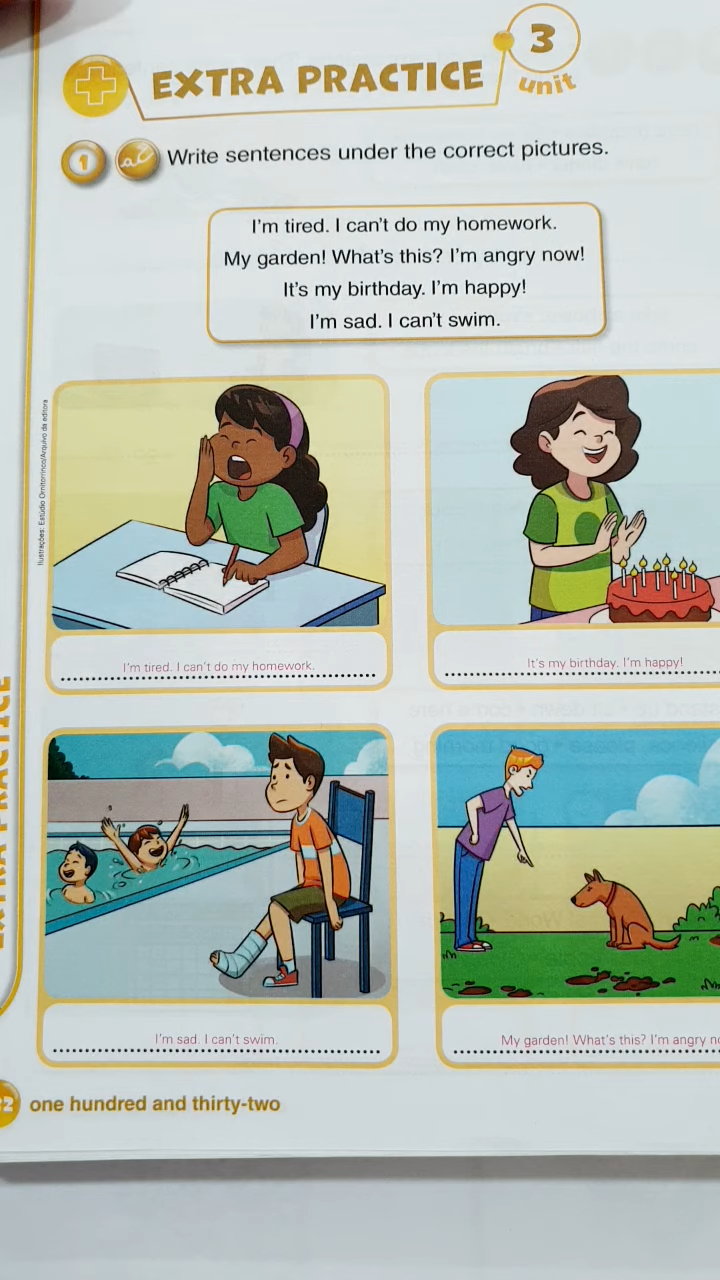 3
unit
EXTRA PRACTICE
1 Write sentences under the correct pictures.
I'm tired. I can't do my homework.
My garden! What's this? I'm angry now!
It's my birthday. I'm happy!
I'm sad. I can't swim.
Ilustrações: Estúdio Ornitorrinco/Arquivo da editora
I'm tired. I can't do my homework.
It's my birthday. I'm happy!
I'm sad. I can't swim.
My garden! What's this? I'm angry
one hundred and thirty-two
EXTRA PRACTICE